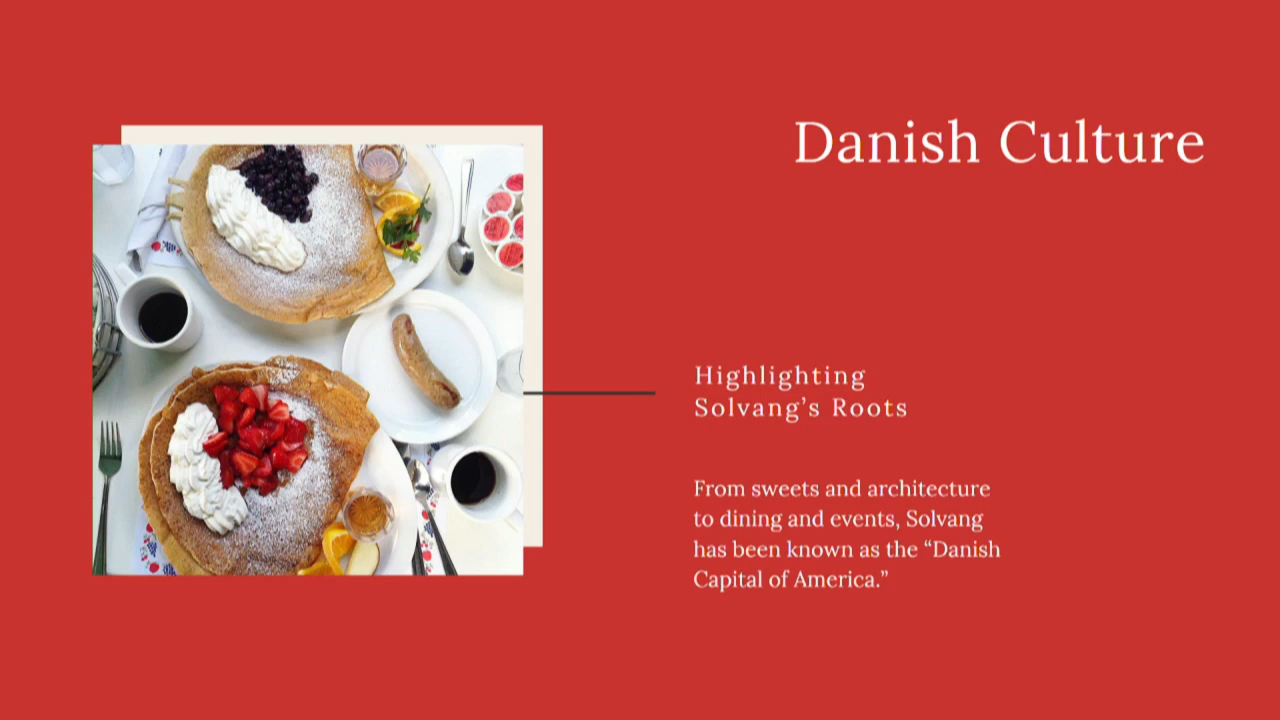 Danish Culture
Highlighting
Solvang’s Roots
From sweets and architecture
to dining and events, Solvang
has been known as the “Danish
Capital of America.”